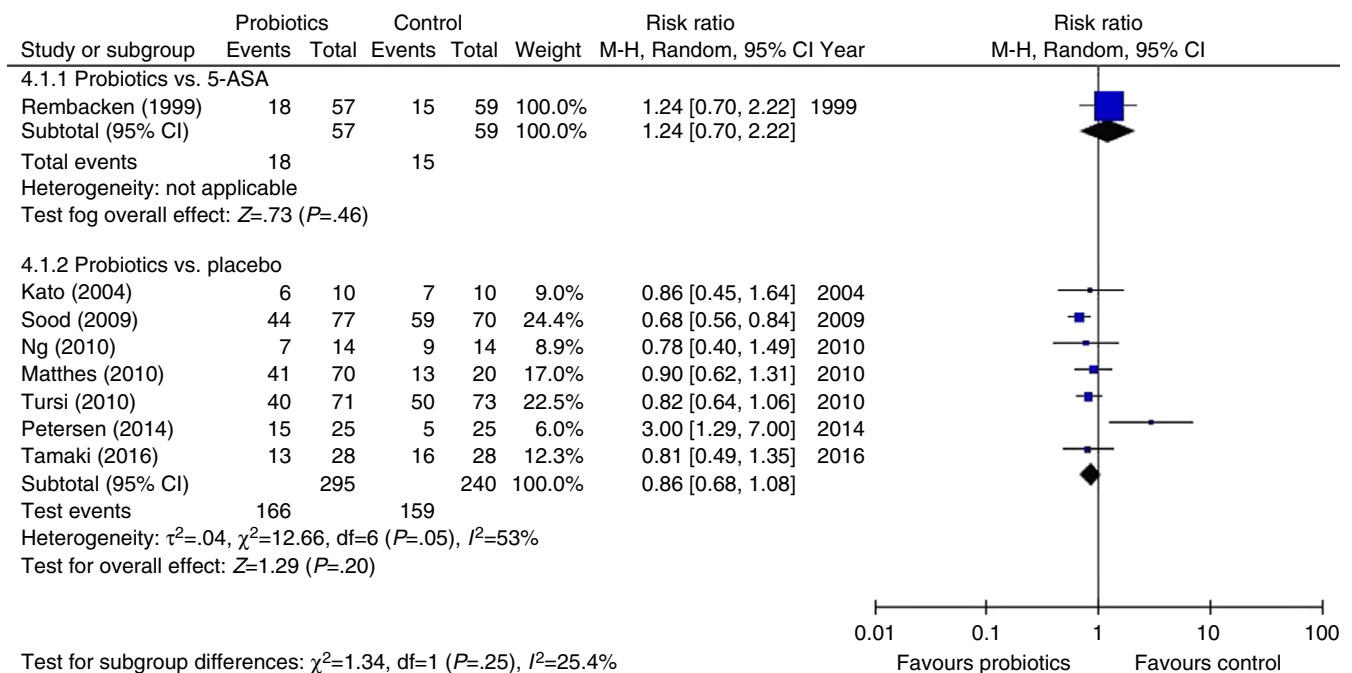 Probiotics Control Risk ratio Risk ratio
Study or subgroup Events Total Events Total Weight M-H, Random, 95% CI Year M-H, Random, 95% CI
4.1.1 Probiotics vs. 5-ASA
Rembacken (1999) 18 57 15 59 100.0% 1.24 [0.70, 2.22] 1999
Subtotal (95% CI) 57 59 100.0% 1.24 [0.70, 2.22]
Total events 18 15
Heterogeneity: not applicable
Test fog overall effect: Z=.73 (P=.46)
4.1.2 Probiotics vs. placebo
Kato (2004) 6 10 7 10 9.0% 0.86 [0.45, 1.64] 2004
Sood (2009) 44 77 59 70 24.4% 0.68 [0.56, 0.84] 2009
Ng (2010) 7 14 9 14 8.9% 0.78 [0.40, 1.49] 2010
Matthes (2010) 41 70 13 20 17.0% 0.90 [0.62, 1.31] 2010
Tursi (2010) 40 71 50 73 22.5% 0.82 [0.64, 1.06] 2010
Petersen (2014) 15 25 5 25 6.0% 3.00 [1.29, 7.00] 2014
Tamaki (2016) 13 28 16 28 12.3% 0.81 [0.49, 1.35] 2016
Subtotal (95% CI) 295 240 100.0% 0.86 [0.68, 1.08]
Test events 166 159
Heterogeneity: τ²=.04, χ²=12.66, df=6 (P=.05), I²=53%
Test for overall effect: Z=1.29 (P=.20)
0.01 0.1 1 10 100
Test for subgroup differences: χ²=1.34, df=1 (P=.25), I²=25.4% Favours probiotics Favours control